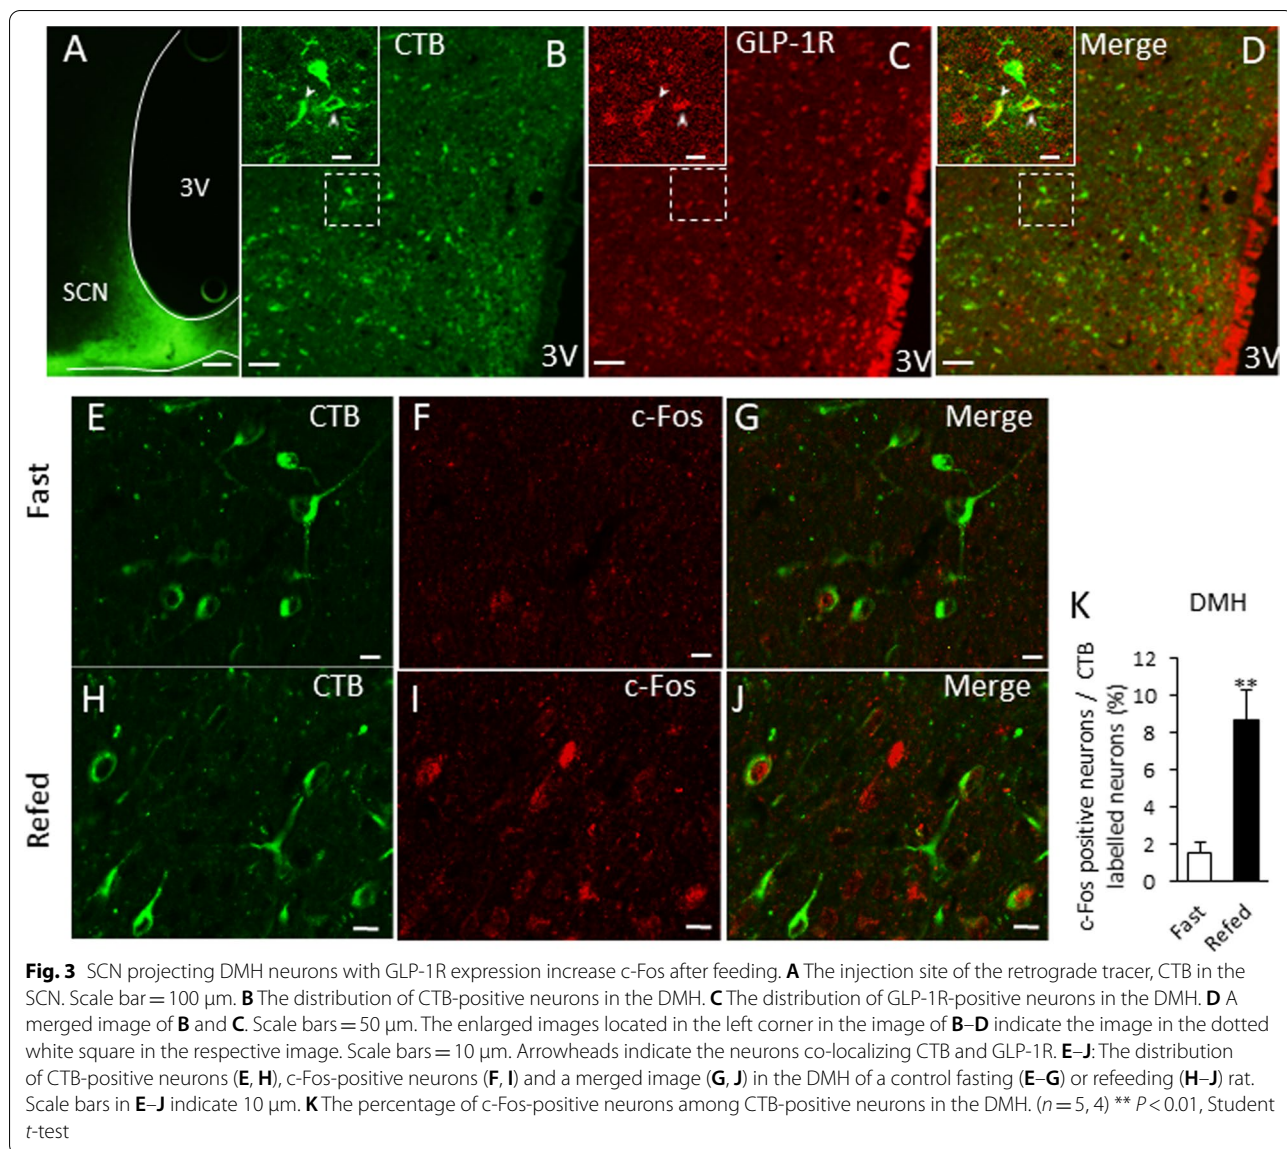 A
3V
SCN
CTB
B
3V
GLP-1R
C
3V
Merge
D
3V
Fast
E
CTB
F
c-Fos
G
Merge
Refed
H
CTB
I
c-Fos
J
Merge
K
DMH
c-Fos positive neurons / CTB
labelled neurons (%)
12
10
8
6
4
2
0
**
Fast
Refed
Fig. 3 SCN projecting DMH neurons with GLP-1R expression increase c-Fos after feeding. A The injection site of the retrograde tracer, CTB in the
SCN. Scale bar = 100 μm. B The distribution of CTB-positive neurons in the DMH. C The distribution of GLP-1R-positive neurons in the DMH. D A
merged image of B and C. Scale bars = 50 μm. The enlarged images located in the left corner in the image of B–D indicate the image in the dotted
white square in the respective image. Scale bars = 10 μm. Arrowheads indicate the neurons co-localizing CTB and GLP-1R. E–J: The distribution
of CTB-positive neurons (E, H), c-Fos-positive neurons (F, I) and a merged image (G, J) in the DMH of a control fasting (E–G) or refeeding (H–J) rat.
Scale bars in E–J indicate 10 μm. K The percentage of c-Fos-positive neurons among CTB-positive neurons in the DMH. (n = 5, 4) ** P < 0.01, Student
t-test